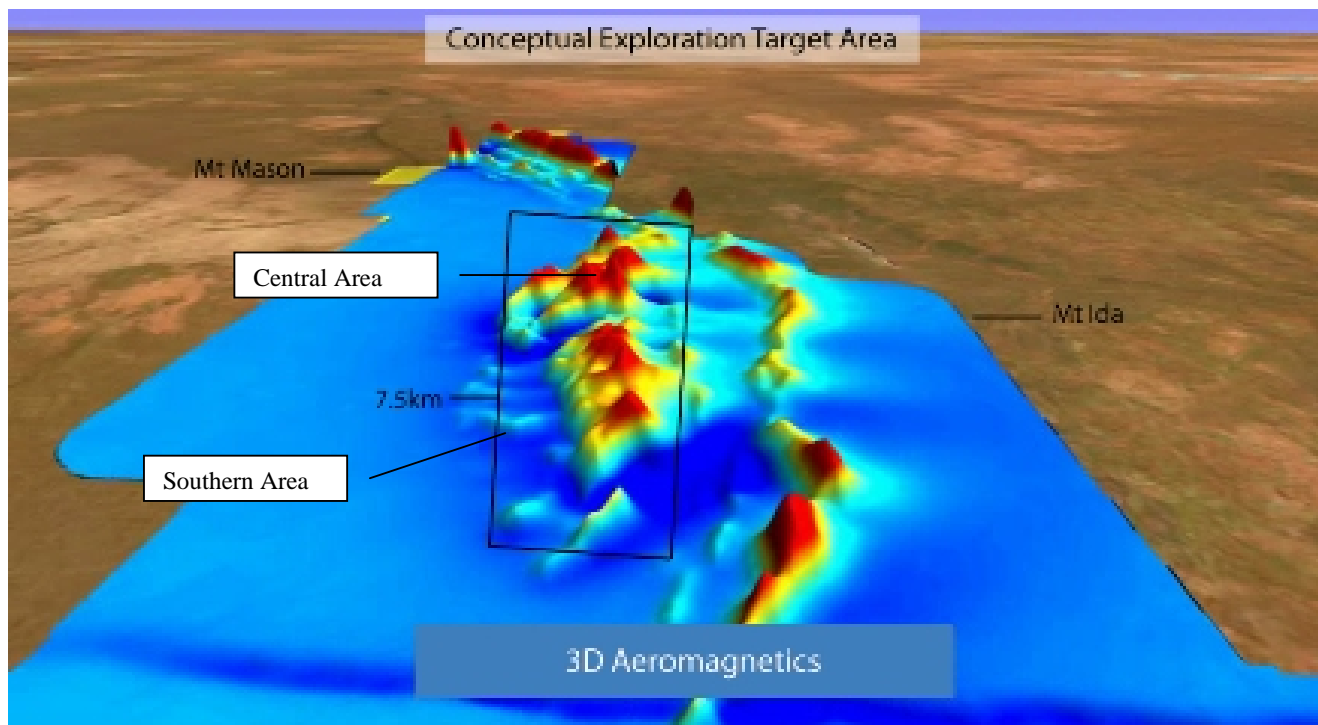 Conceptual Exploration Target Area
Mt Mason
Central Area
Mt Ida
7.5km
Southern Area
3D Aeromagnetics